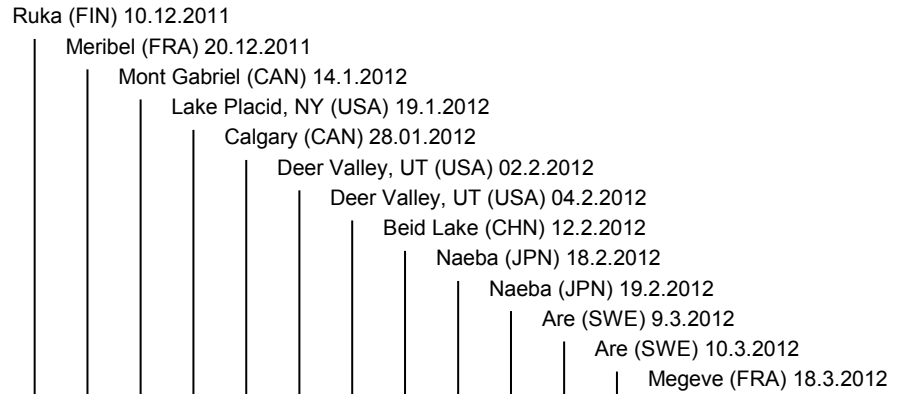 Ruka (FIN) 10.12.2011
Meribel (FRA) 20.12.2011
Mont Gabriel (CAN) 14.1.2012
Lake Placid, NY (USA) 19.1.2012
Calgary (CAN) 28.01.2012
Deer Valley, UT (USA) 02.2.2012
Deer Valley, UT (USA) 04.2.2012
Beid Lake (CHN) 12.2.2012
Naeba (JPN) 18.2.2012
Naeba (JPN) 19.2.2012
Are (SWE) 9.3.2012
Are (SWE) 10.3.2012
Megeve (FRA) 18.3.2012